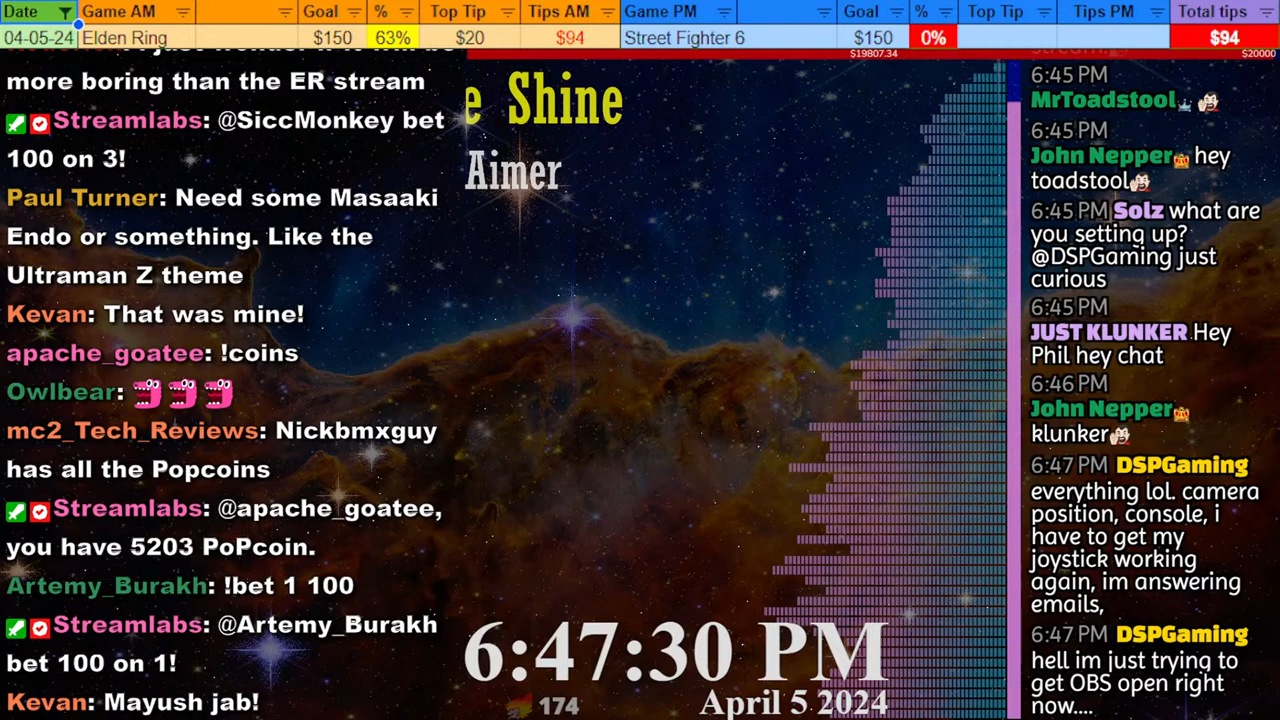 Date Game AM Goal % Top Tip Tips AM Game PM Goal % Top Tip Tips PM Total tips
04-05-24 Elden Ring $150 63% $20 $94 Street Fighter 6 $150 0% $94
$19807.34 $20000
more boring than the ER stream
Streamlabs: @SiccMonkey bet
100 on 3!
Paul Turner: Need some Masaaki
Endo or something. Like the
Ultraman Z theme
Kevan: That was mine!
apache_goatee: !coins
Owlbear:
mc2_Tech_Reviews: Nickbmxguy
has all the Popcoins
Streamlabs: @apache_goatee,
you have 5203 PoPcoin.
Artemy_Burakh: !bet 1 100
Streamlabs: @Artemy_Burakh
bet 100 on 1!
Kevan: Mayush jab!
e Shine
Aimer
6:47:30 PM
174 April 5 2024
stream.
6:45 PM
MrToadstool
6:45 PM
John Nepper hey
toadstool
6:45 PM Solz what are
you setting up?
@DSPGaming just
curious
6:45 PM
JUST KLUNKER Hey
Phil hey chat
6:46 PM
John Nepper
klunker
6:47 PM DSPGaming
everything lol. camera
position, console, i
have to get my
joystick working
again, im answering
emails,
6:47 PM DSPGaming
hell im just trying to
get OBS open right
now....